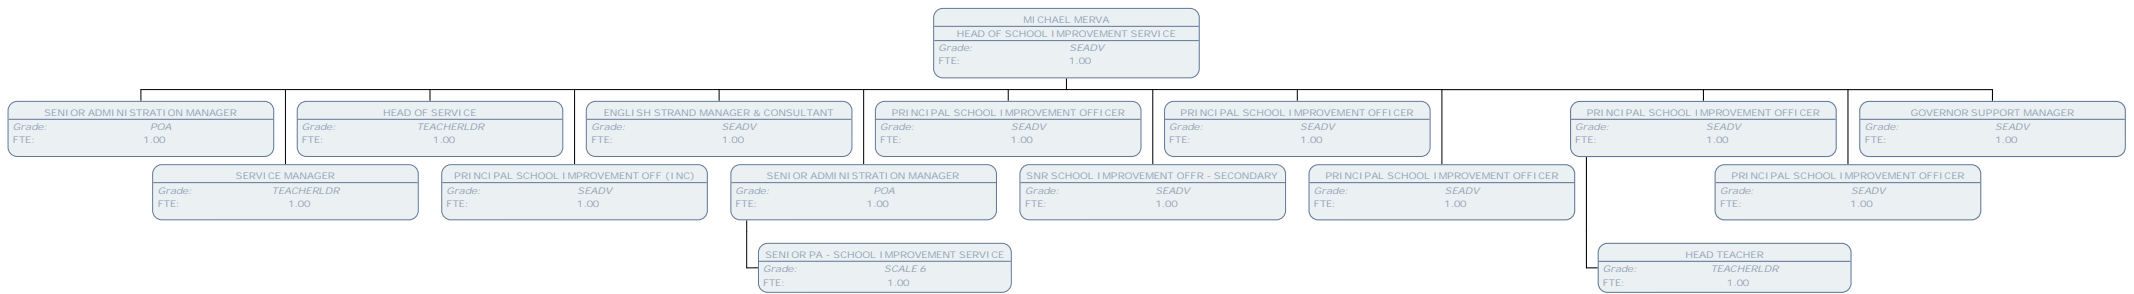 MICHAEL MERVA
HEAD OF SCHOOL IMPROVEMENT SERVICE
Grade: SEADV
FTE: 1.00
SENIOR ADMINISTRATION MANAGER
Grade: POA
FTE: 1.00
HEAD OF SERVICE
Grade: TEACHERLDR
FTE: 1.00
ENGLISH STRAND MANAGER & CONSULTANT
Grade: SEADV
FTE: 1.00
PRINCIPAL SCHOOL IMPROVEMENT OFFICER
Grade: SEADV
FTE: 1.00
PRINCIPAL SCHOOL IMPROVEMENT OFFICER
Grade: SEADV
FTE: 1.00
PRINCIPAL SCHOOL IMPROVEMENT OFFICER
Grade: SEADV
FTE: 1.00
GOVERNOR SUPPORT MANAGER
Grade: SEADV
FTE: 1.00
SERVICE MANAGER
Grade: TEACHERLDR
FTE: 1.00
PRINCIPAL SCHOOL IMPROVEMENT OFF (INC)
Grade: SEADV
FTE: 1.00
SENIOR ADMINISTRATION MANAGER
Grade: POA
FTE: 1.00
SNR SCHOOL IMPROVEMENT OFFR - SECONDARY
Grade: SEADV
FTE: 1.00
PRINCIPAL SCHOOL IMPROVEMENT OFFICER
Grade: SEADV
FTE: 1.00
PRINCIPAL SCHOOL IMPROVEMENT OFFICER
Grade: SEADV
FTE: 1.00
SENIOR PA - SCHOOL IMPROVEMENT SERVICE
Grade: SCALE 6
FTE: 1.00
HEAD TEACHER
Grade: TEACHERLDR
FTE: 1.00